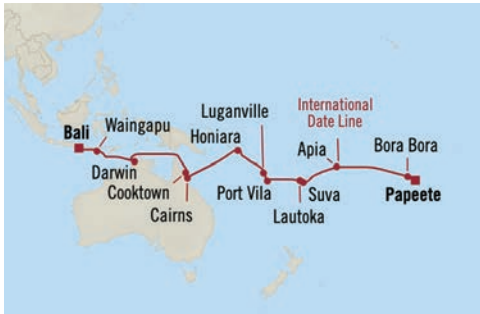 Luganville
International
Date Line
Bali
Waingapu
Honiara
Apia
Bora Bora
Darwin
Cooktown
Port Vila
Suva
Papeete
Cairns
Lautoka